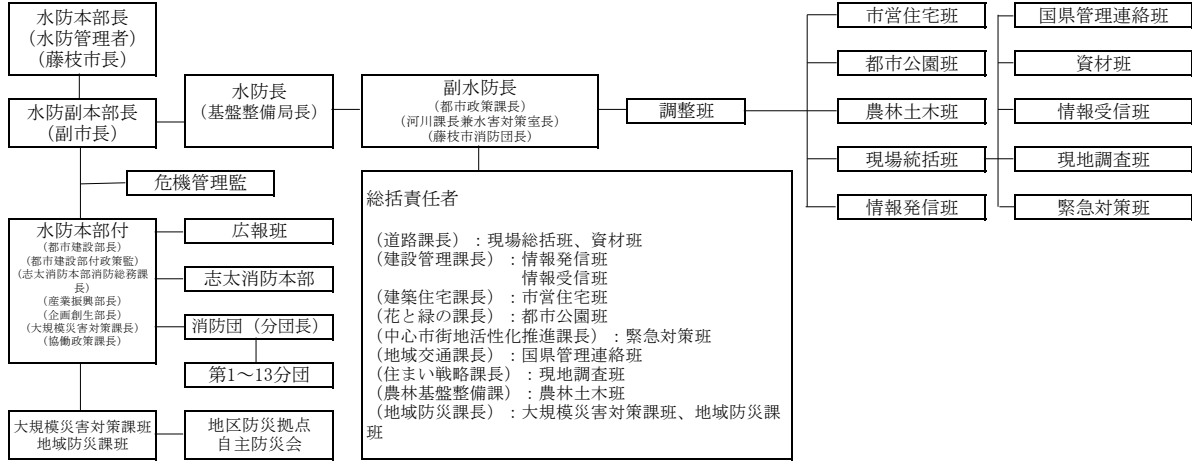 水防本部長
（水防管理者）
（藤枝市長）
水防副本部長
（副市長）
水防長
（基盤整備局長）
副水防長
（都市政策課長）
（河川課長兼水害対策室長）
（藤枝市消防団長）
調整班
市営住宅班
都市公園班
農林土木班
現場統括班
情報発信班
国県管理連絡班
資材班
情報受信班
現地調査班
緊急対策班
危機管理監
水防本部付
（都市建設部長）
（都市建設部付政策監）
（志太消防本部消防総務課
長）
（産業振興部長）
（企画創生部長）
（大規模災害対策課長）
（協働政策課長）
広報班
志太消防本部
消防団（分団長）
第1～13分団
大規模災害対策課班
地域防災課班
地区防災拠点
自主防災会
総括責任者
（道路課長）：現場総括班、資材班
（建設管理課長）：情報発信班
情報受信班
（建築住宅課長）：市営住宅班
（花と緑の課長）：都市公園班
（中心市街地活性化推進課長）：緊急対策班
（地域交通課長）：国県管理連絡班
（住まい戦略課長）：現地調査班
（農林基盤整備課）：農林土木班
（地域防災課長）：大規模災害対策課班、地域防災課
班